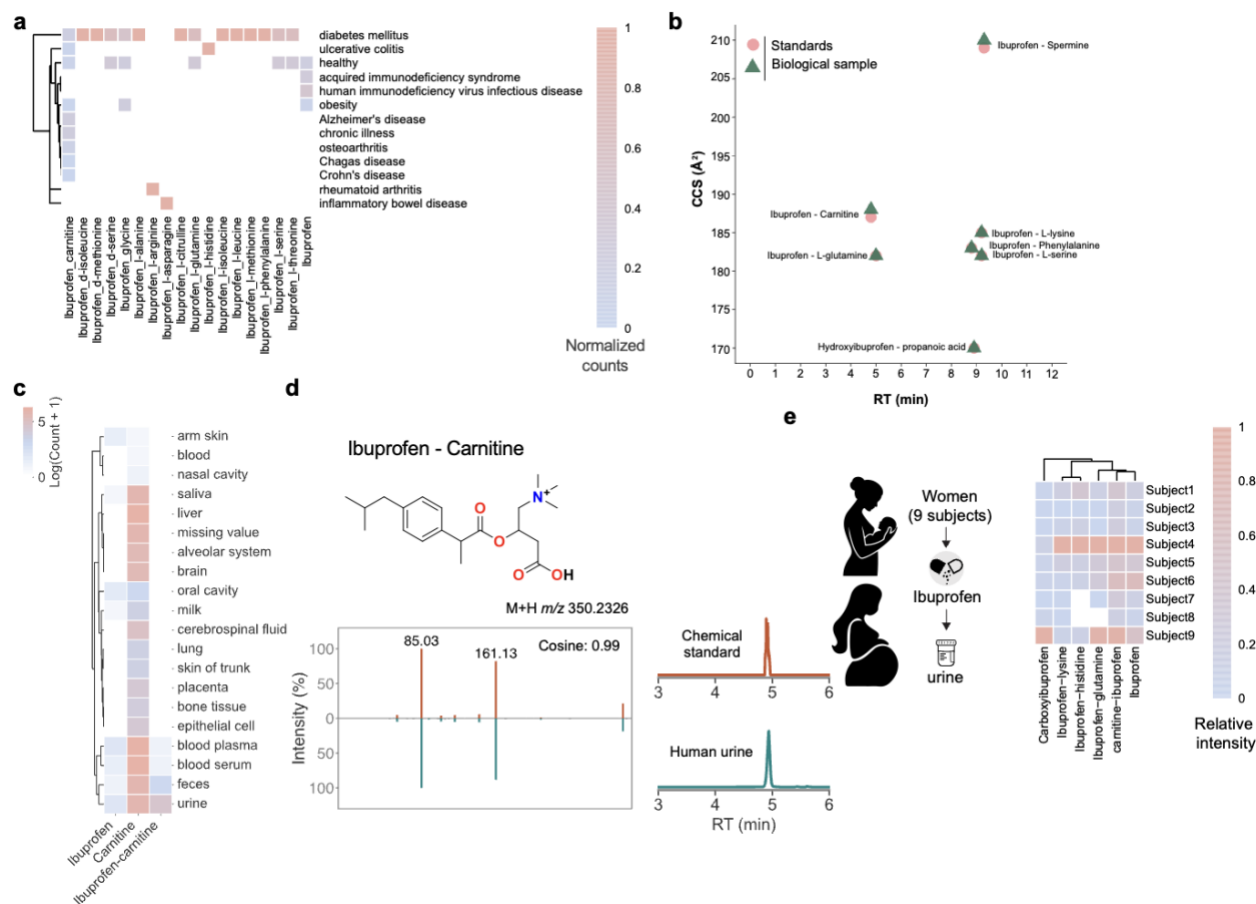 a
diabetes mellitus
ulcerative colitis
healthy
acquired immunodeficiency syndrome
human immunodeficiency virus infectious disease
obesity
Alzheimer's disease
chronic illness
osteoarthritis
Chagas disease
Crohn's disease
rheumatoid arthritis
inflammatory bowel disease
Ibuprofen_carnitine
Ibuprofen_d-isoleucine
Ibuprofen_d-methionine
Ibuprofen_d-serine
Ibuprofen_glycine
Ibuprofen_l-alanine
Ibuprofen_l-arginine
Ibuprofen_l-asparagine
Ibuprofen_l-citrulline
Ibuprofen_l-glutamine
Ibuprofen_l-histidine
Ibuprofen_l-isoleucine
Ibuprofen_l-leucine
Ibuprofen_l-methionine
Ibuprofen_l-phenylalanine
Ibuprofen_l-serine
Ibuprofen_l-threonine
Ibuprofen
1
0.8
0.6
0.4
0.2
0
Normalized
counts
b
Standards
Biological sample
CCS (Å²)
210
205
200
195
190
185
180
175
170
Ibuprofen - Spermine
Ibuprofen - Carnitine
Ibuprofen - L-lysine
Ibuprofen - Phenylalanine
Ibuprofen - L-glutamine
Ibuprofen - L-serine
Hydroxyibuprofen - propanoic acid
0 1 2 3 4 5 6 7 8 9 10 11 12
RT (min)
c
5
0
Log(Count + 1)
arm skin
blood
nasal cavity
saliva
liver
missing value
alveolar system
brain
oral cavity
milk
cerebrospinal fluid
lung
skin of trunk
placenta
bone tissue
epithelial cell
blood plasma
blood serum
feces
urine
Ibuprofen
Carnitine
Ibuprofen-carnitine
d
Ibuprofen - Carnitine
N+
O
O
O
OH
M+H m/z 350.2326
85.03
161.13
Cosine: 0.99
Intensity (%)
100
50
0
50
100
Chemical
standard
3 4 5 6
Human urine
3 4 5 6
RT (min)
e
Women
(9 subjects)
Ibuprofen
urine
Subject1
Subject2
Subject3
Subject4
Subject5
Subject6
Subject7
Subject8
Subject9
Carboxyibuprofen
Ibuprofen-lysine
Ibuprofen-histidine
Ibuprofen-glutamine
carnitine-ibuprofen
Ibuprofen
1
0.8
0.6
0.4
0.2
0
Relative
intensity